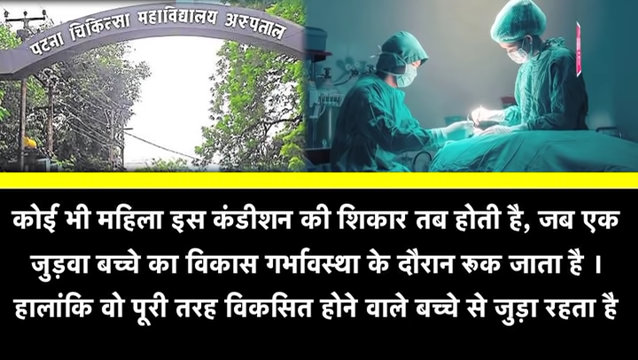 पटना चिकित्सा महाविद्यालय अस्पताल
कोई भी महिला इस कंडीशन की शिकार तब होती है, जब एक
जुड़वा बच्चे का विकास गर्भावस्था के दौरान रूक जाता है ।
हालांकि वो पूरी तरह विकसित होने वाले बच्चे से जुड़ा रहता है